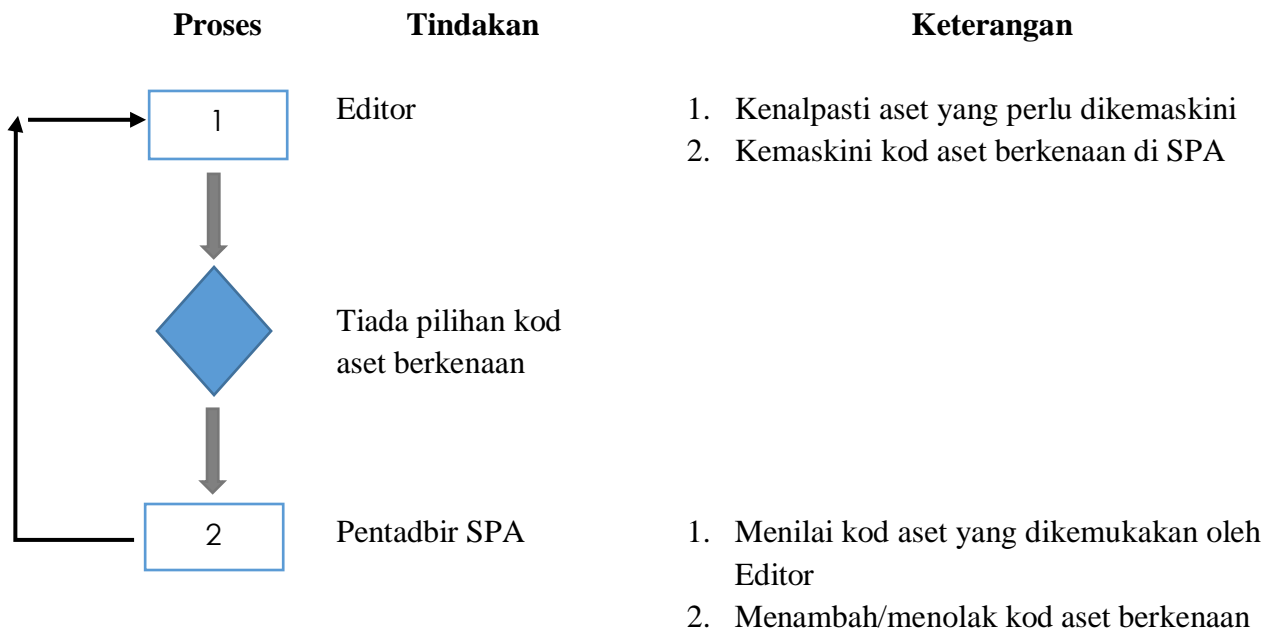 Proses Tindakan Keterangan
1 Editor 1. Kenalpasti aset yang perlu dikemaskini
2. Kemaskini kod aset berkenaan di SPA
Tiada pilihan kod
aset berkenaan
2 Pentadbir SPA 1. Menilai kod aset yang dikemukakan oleh
Editor
2. Menambah/menolak kod aset berkenaan